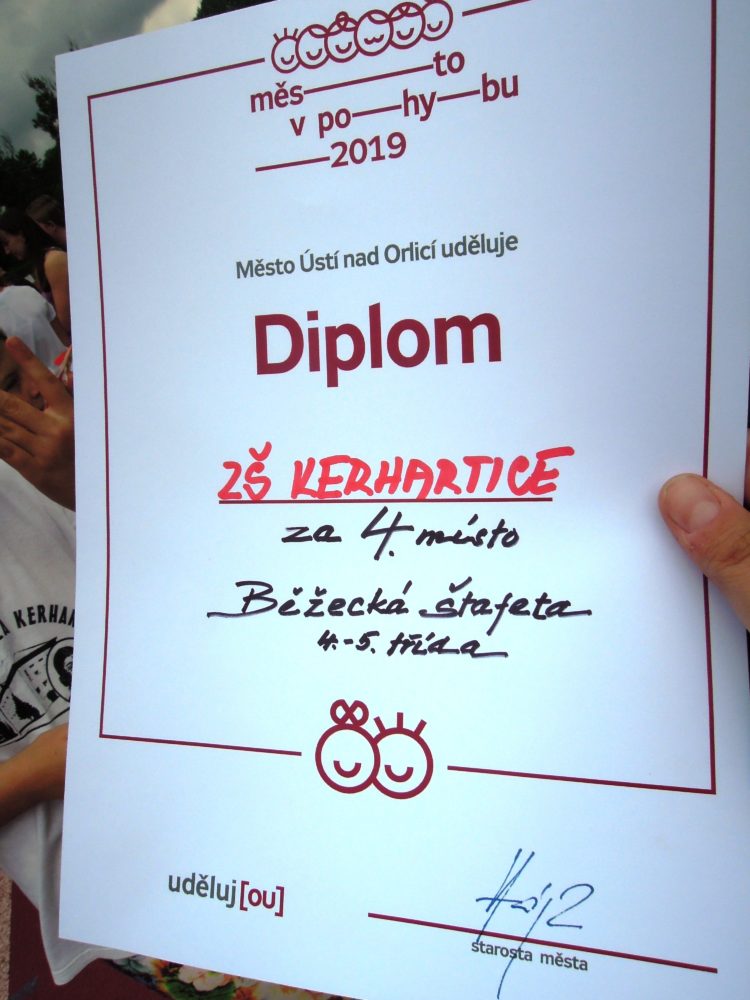 měs to
v po hy bu
2019
Město Ústí nad Orlicí uděluje
Diplom
ZŠ KERHARTICE
za 4. místo
Běžecká štafeta
4.-5. třída
uděluj[ou]
starosta města